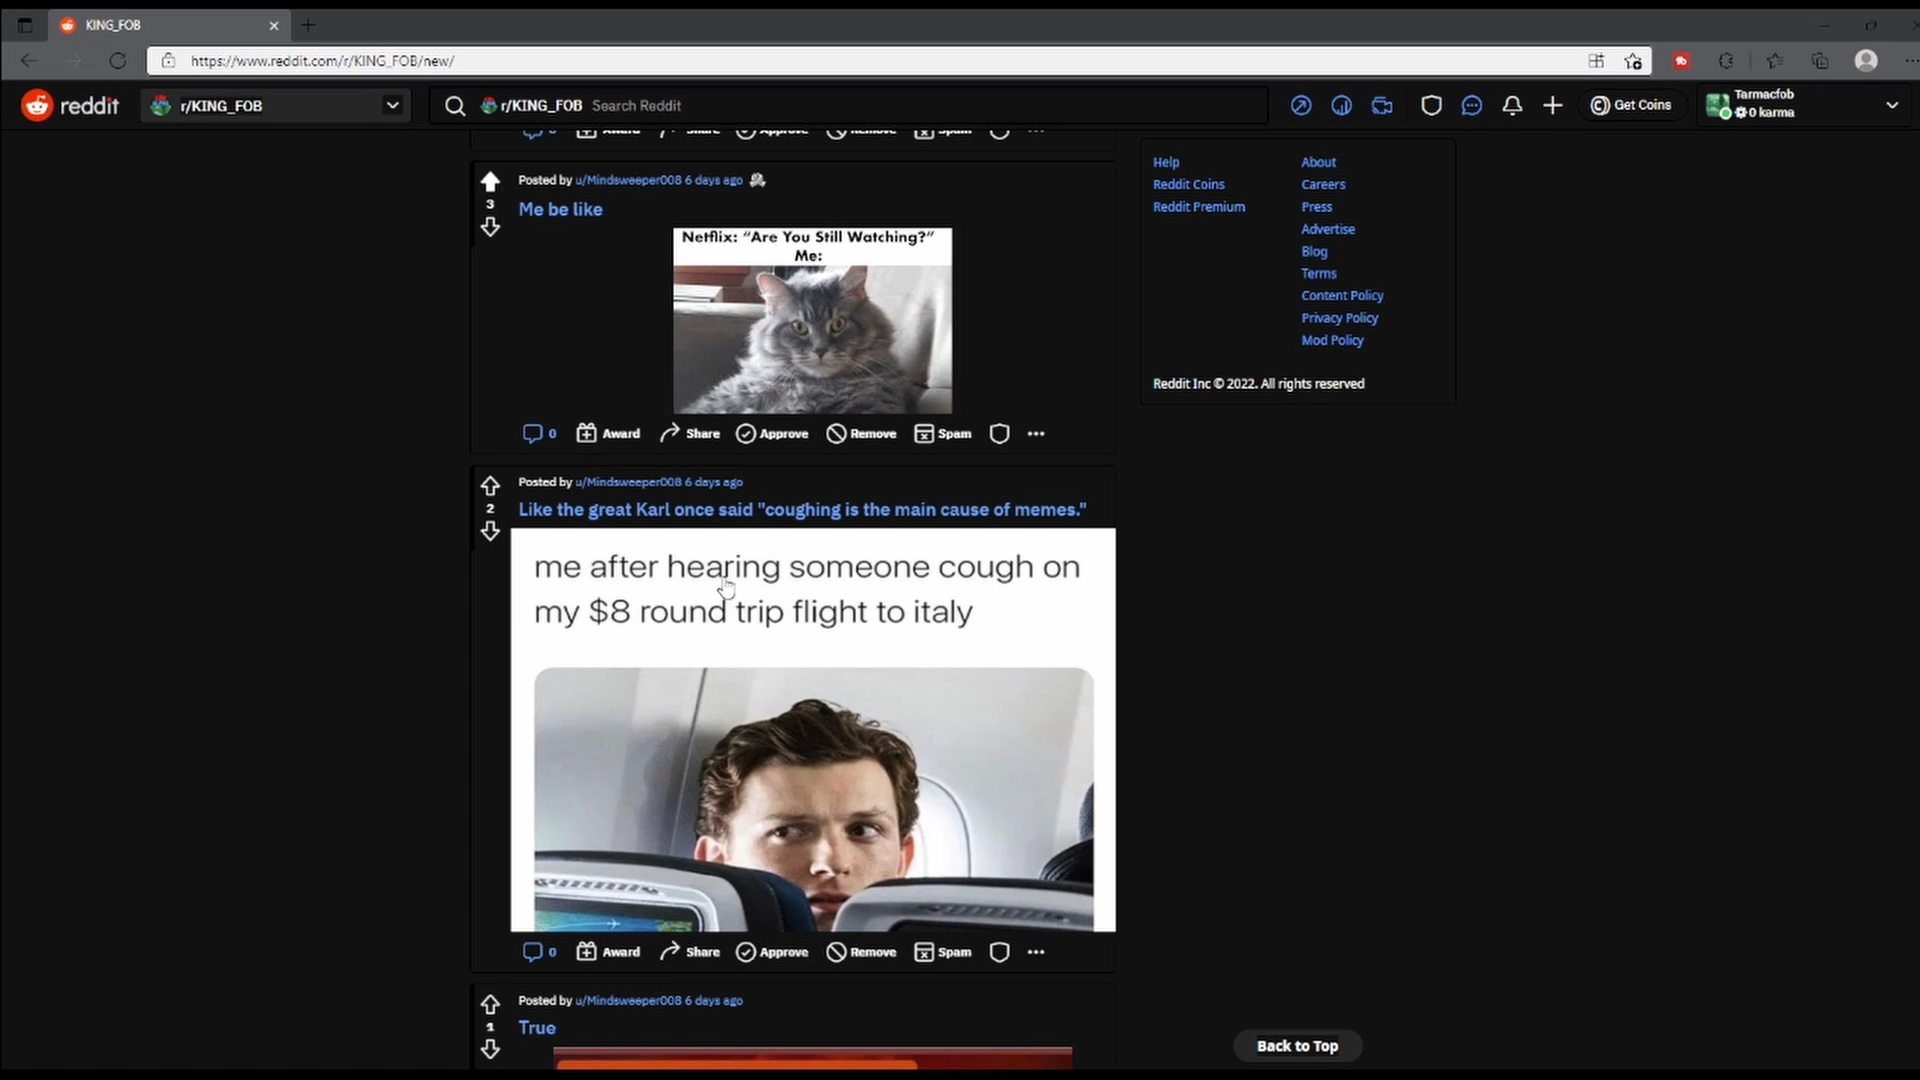 KING_FOB
https://www.reddit.com/r/KING_FOB/new/
reddit
r/KING_FOB
r/KING_FOB Search Reddit
Get Coins
Tarmacfob
0 karma
Award Share Approve Remove Spam
Posted by u/Mindsweeper008 6 days ago
3
Me be like
Netflix: “Are You Still Watching?”
Me:
0 Award Share Approve Remove Spam
Posted by u/Mindsweeper008 6 days ago
2
Like the great Karl once said "coughing is the main cause of memes."
me after hearing someone cough on
my $8 round trip flight to italy
0 Award Share Approve Remove Spam
Posted by u/Mindsweeper008 6 days ago
1
True
Help About
Reddit Coins Careers
Reddit Premium Press
Advertise
Blog
Terms
Content Policy
Privacy Policy
Mod Policy
Reddit Inc © 2022. All rights reserved
Back to Top